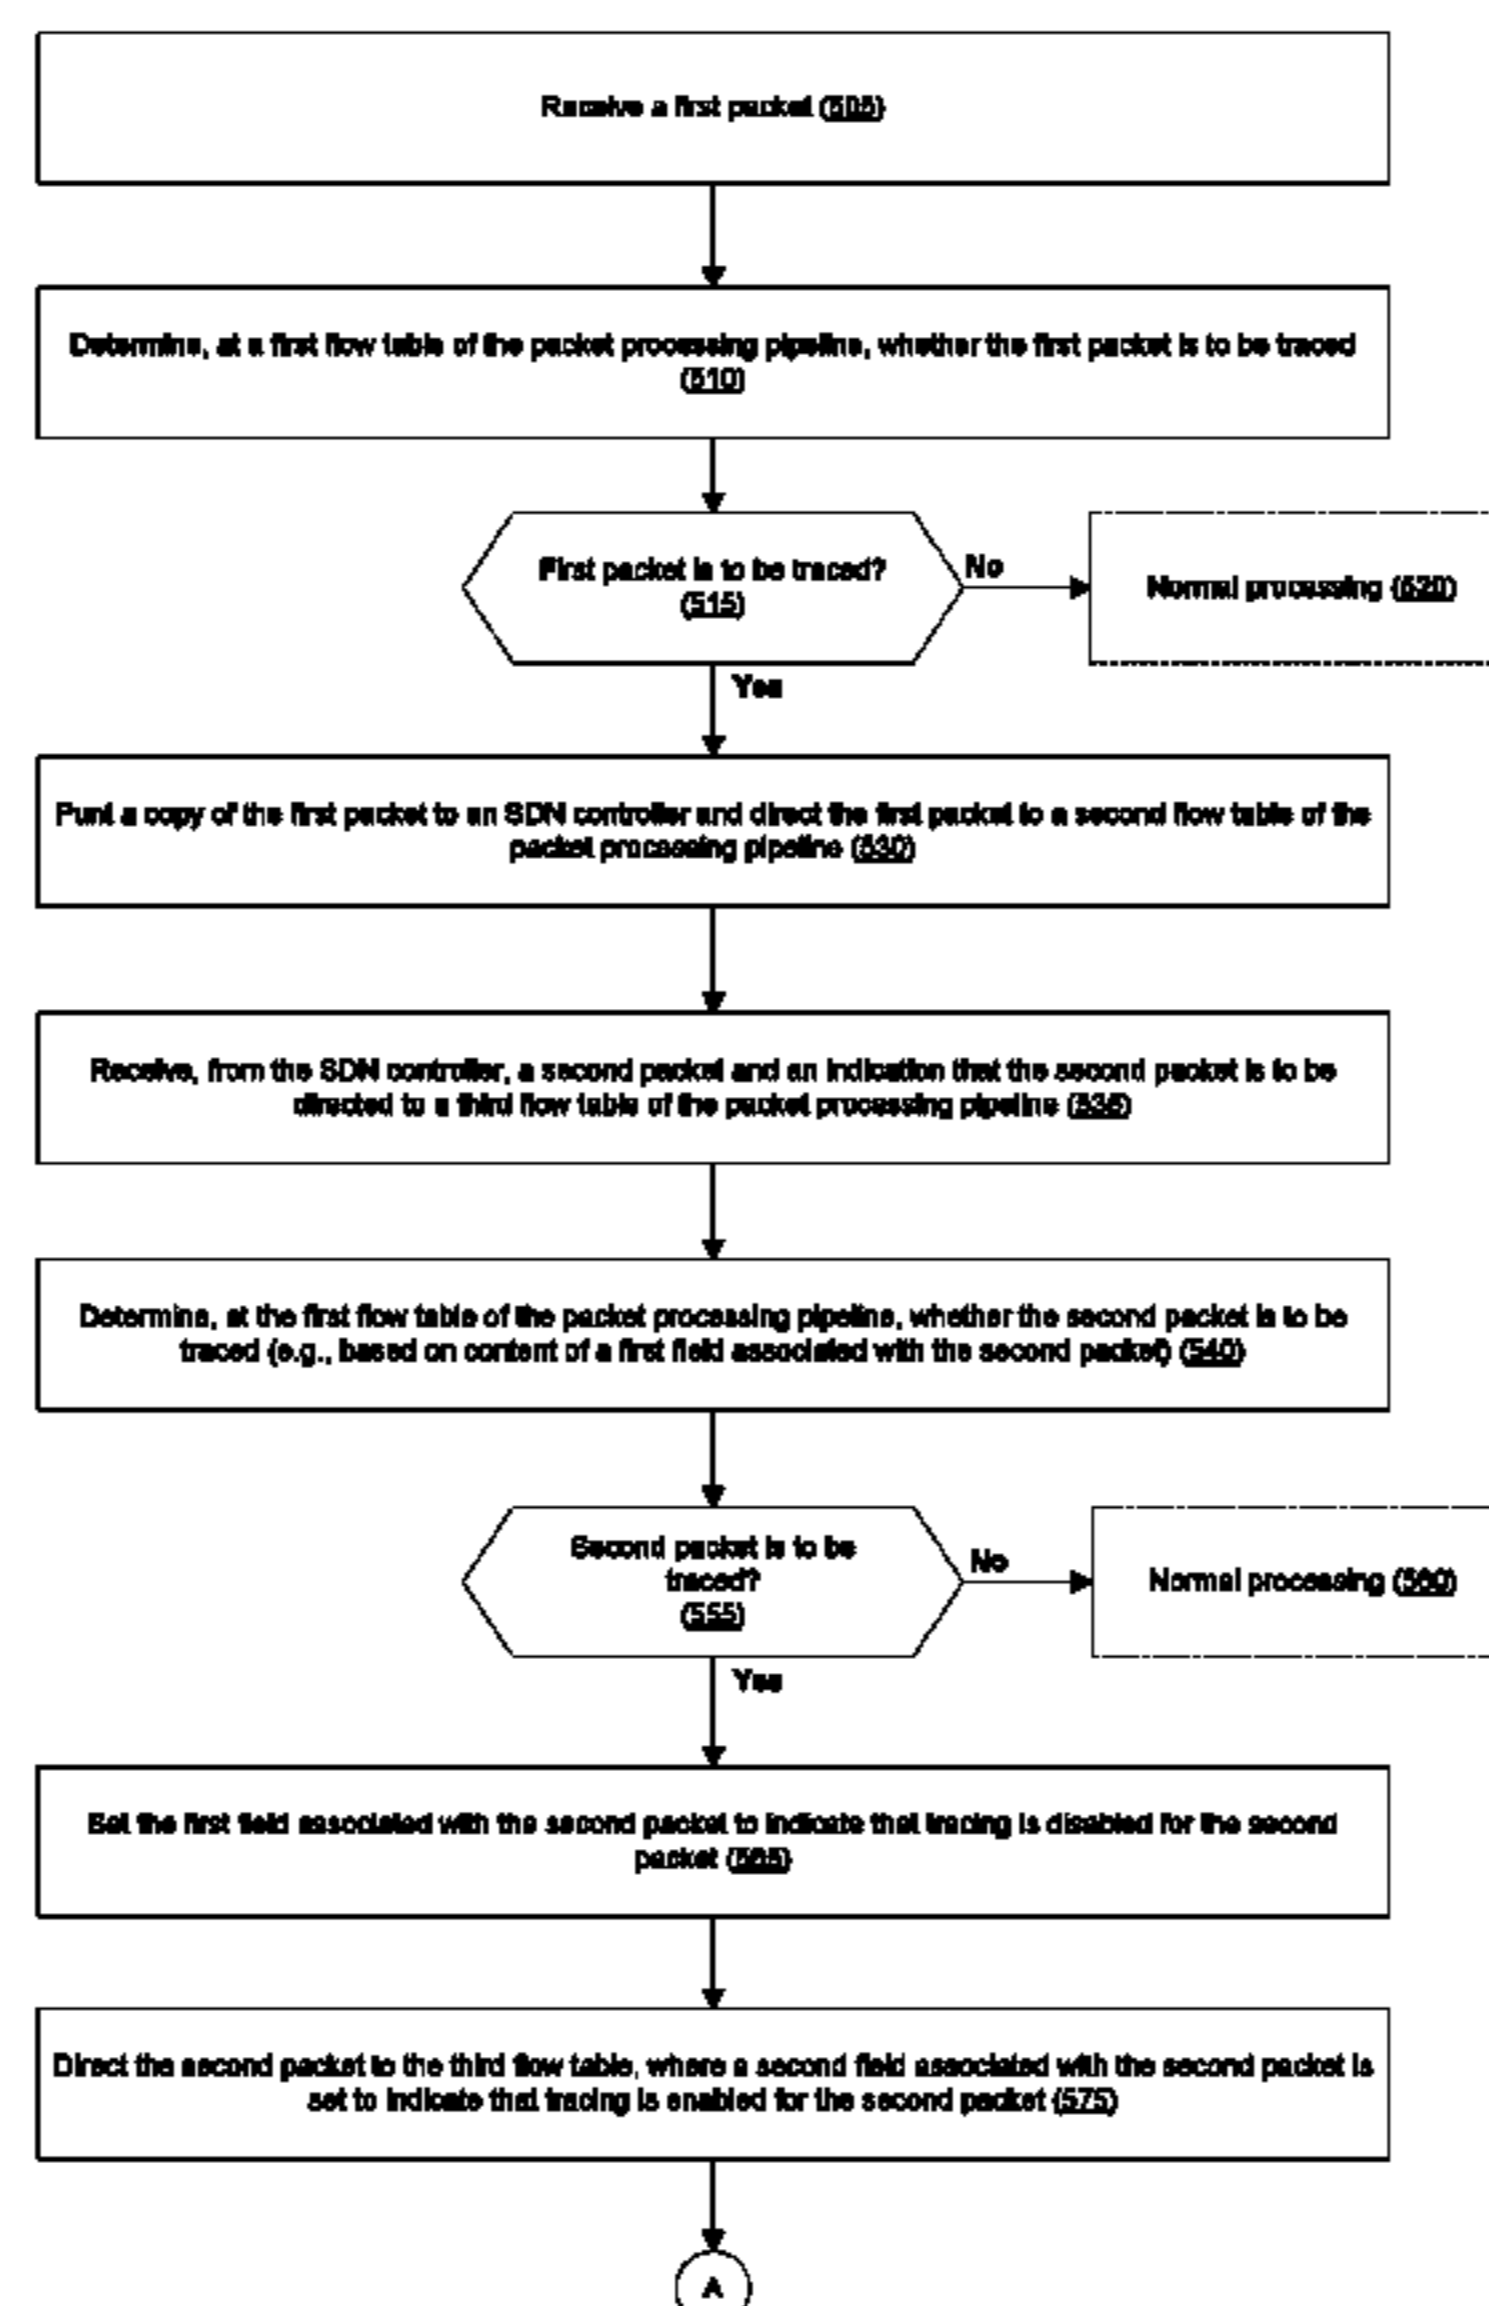 Receive a first packet (505)
Determine, at a first flow table of the packet processing pipeline, whether the first packet is to be traced
(510)
First packet is to be traced?
(515)
No
Normal processing (520)
Yes
Punt a copy of the first packet to an SDN controller and direct the first packet to a second flow table of the
packet processing pipeline (530)
Receive, from the SDN controller, a second packet and an indication that the second packet is to be
directed to a third flow table of the packet processing pipeline (535)
Determine, at the first flow table of the packet processing pipeline, whether the second packet is to be
traced (e.g., based on content of a first field associated with the second packet) (540)
Second packet is to be
traced?
(555)
No
Normal processing (560)
Yes
Set the first field associated with the second packet to indicate that tracing is disabled for the second
packet (565)
Direct the second packet to the third flow table, where a second field associated with the second packet is
set to indicate that tracing is enabled for the second packet (575)
A